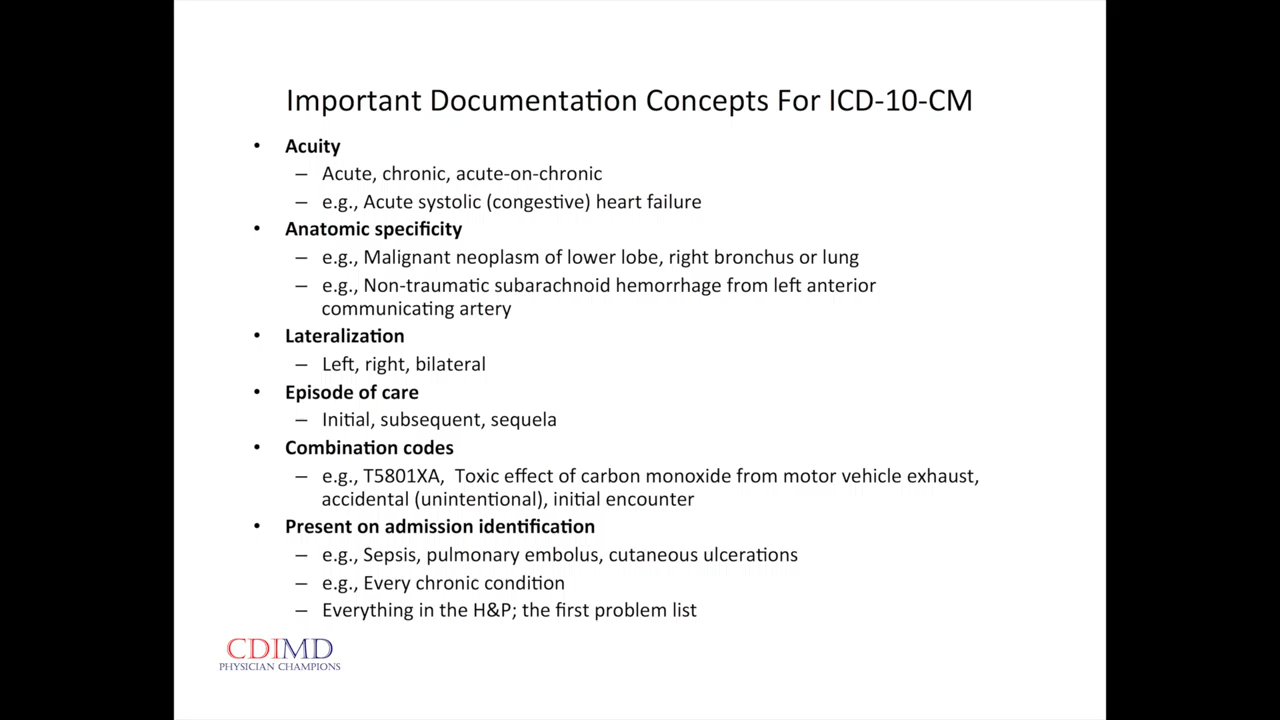 Important Documentation Concepts For ICD-10-CM
• Acuity
– Acute, chronic, acute-on-chronic
– e.g., Acute systolic (congestive) heart failure
• Anatomic specificity
– e.g., Malignant neoplasm of lower lobe, right bronchus or lung
– e.g., Non-traumatic subarachnoid hemorrhage from left anterior
communicating artery
• Lateralization
– Left, right, bilateral
• Episode of care
– Initial, subsequent, sequela
• Combination codes
– e.g., T5801XA, Toxic effect of carbon monoxide from motor vehicle exhaust,
accidental (unintentional), initial encounter
• Present on admission identification
– e.g., Sepsis, pulmonary embolus, cutaneous ulcerations
– e.g., Every chronic condition
– Everything in the H&P; the first problem list
CDIMD
PHYSICIAN CHAMPIONS